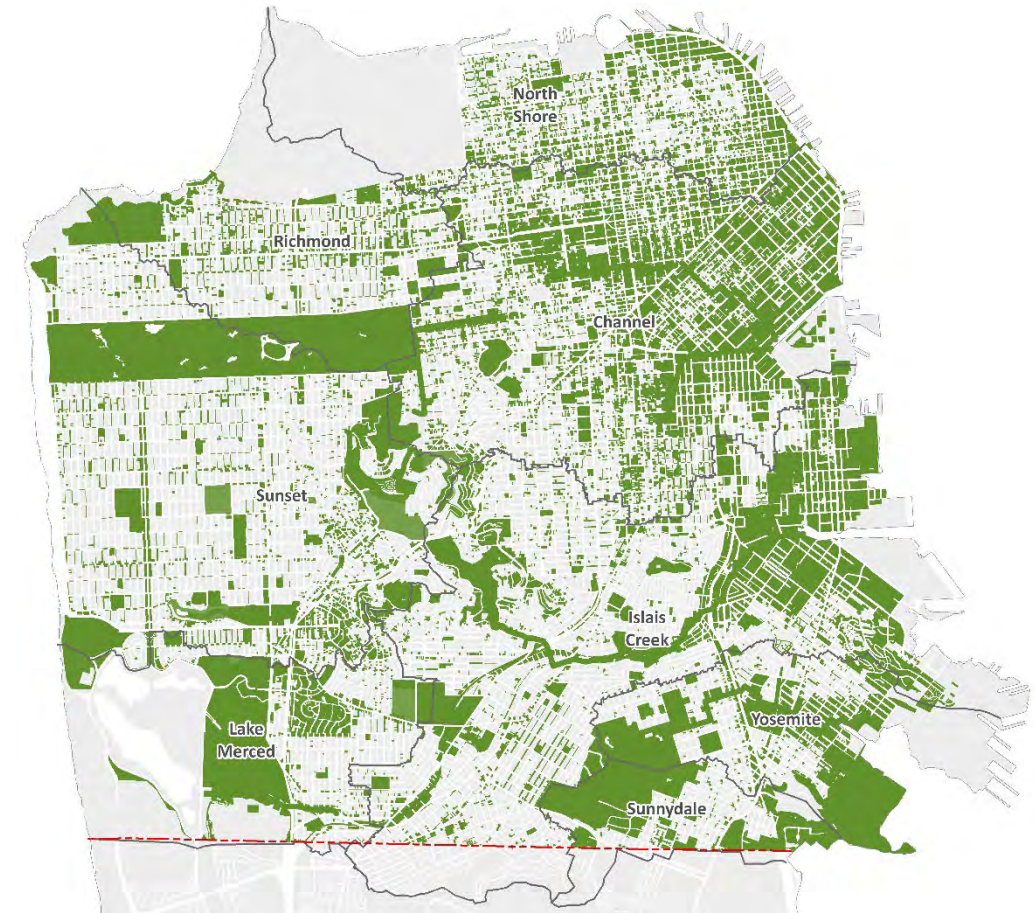 North
Shore
Richmond
Channel
Sunset
Islais
Creek
Lake
Merced
Yosemite
Sunnydale